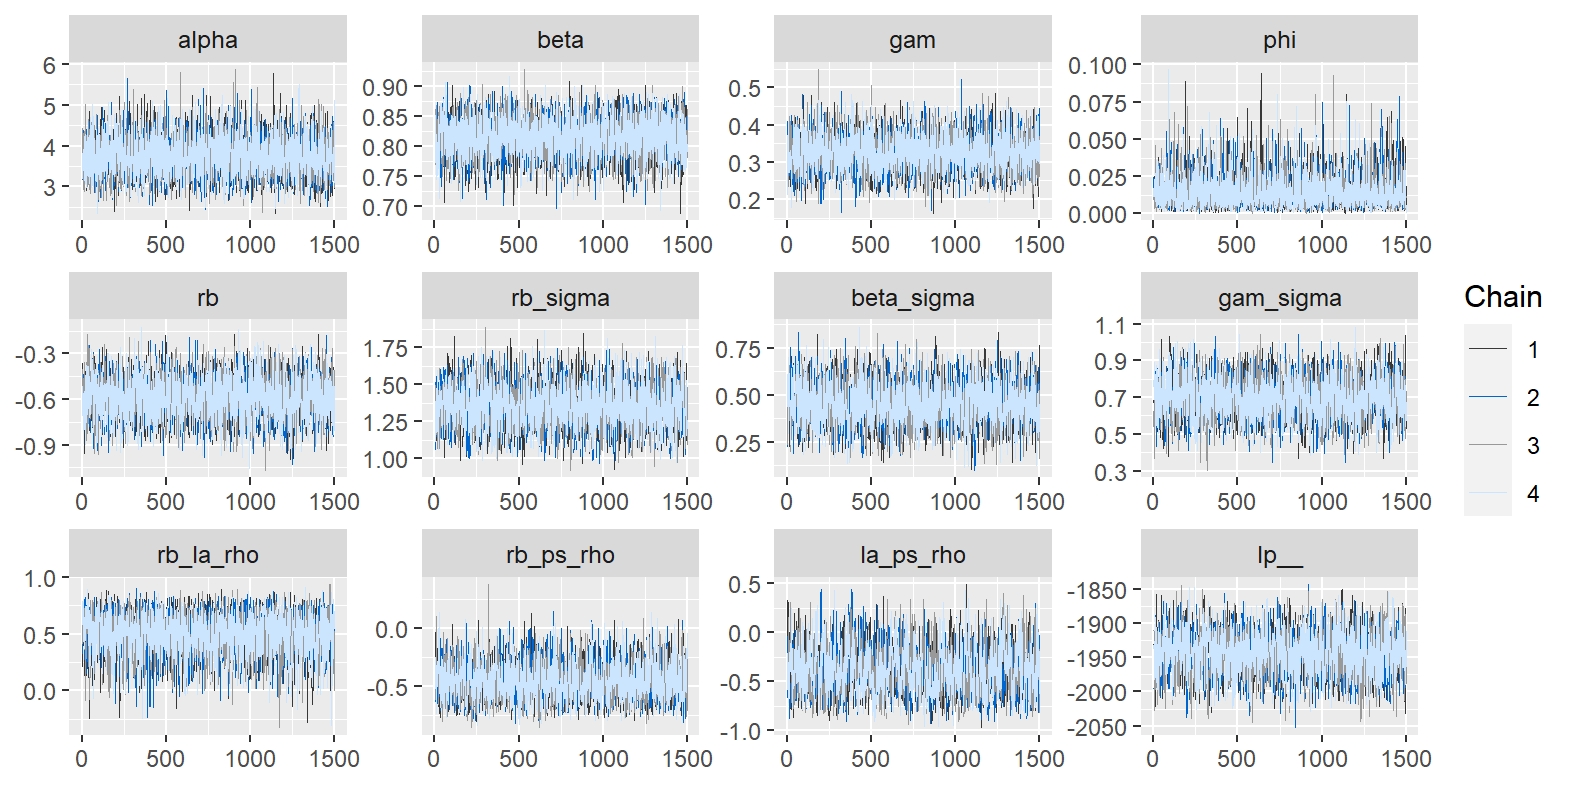 alpha beta gam phi
6 0.90 0.5 0.100
5 0.85 0.4 0.075
4 0.80 0.3 0.050
3 0.75 0.2 0.025
0.70 0.000
0 500 1000 1500 0 500 1000 1500 0 500 1000 1500 0 500 1000 1500
rb rb_sigma beta_sigma gam_sigma
-0.3 1.75 0.75 1.1
-0.6 1.50 0.50 0.9
-0.9 1.25 0.25 0.7
1.00 0.5
0.3
0 500 1000 1500 0 500 1000 1500 0 500 1000 1500 0 500 1000 1500
rb_la_rho rb_ps_rho la_ps_rho lp__
1.0 0.0 0.5 -1850
0.5 -0.5 0.0 -1900
0.0 -0.5 -1950
-1.0 -2000
-2050
0 500 1000 1500 0 500 1000 1500 0 500 1000 1500 0 500 1000 1500
Chain
1
2
3
4